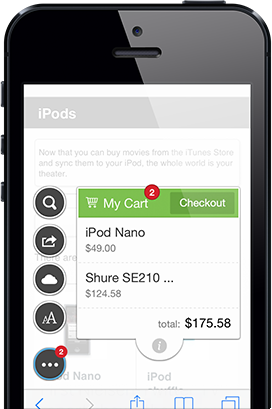 iPods
Now that you can buy movies from the iTunes Store
and sync them to your iPod, the whole world is your
theater.
My Cart
2
Checkout
iPod Nano
$49.00
There are
Shure SE210 ...
$124.58
AA
total: $175.58
2
Nano
iPod
shuffle